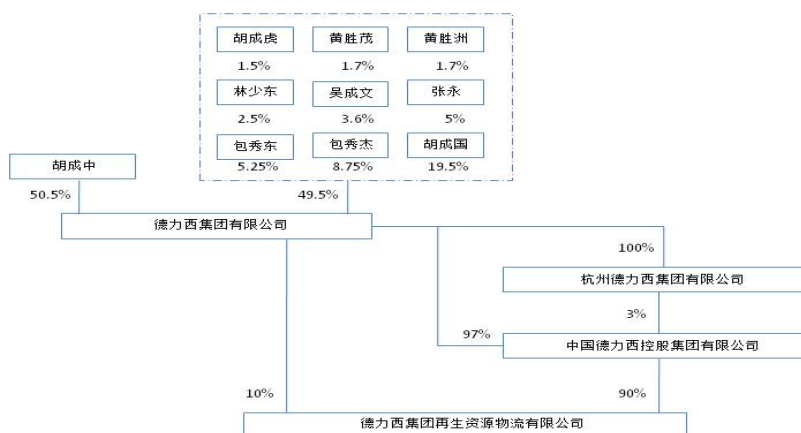 胡成虎 黄胜茂 黄胜洲
1.5% 1.7% 1.7%
林少东 吴成文 张永
2.5% 3.6% 5%
包秀东 包秀杰 胡成国
5.25% 8.75% 19.5%
胡成中
50.5% 49.5%
德力西集团有限公司
100%
杭州德力西集团有限公司
3%
97%
中国德力西控股集团有限公司
10% 90%
德力西集团再生资源物流有限公司